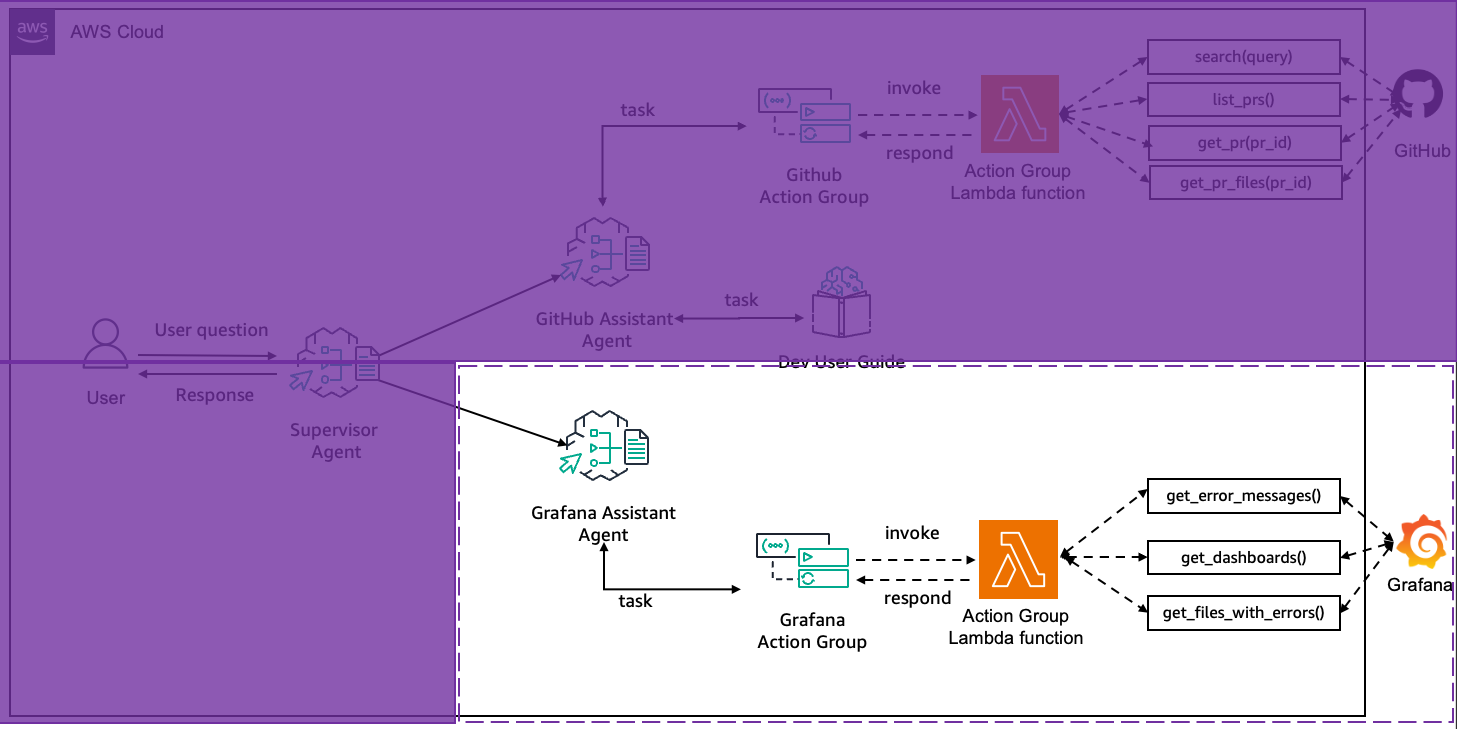 aws
AWS Cloud
search(query)
list_prs()
get_pr(pr_id)
get_pr_files(pr_id)
GitHub
task
invoke
respond
Github
Action Group
Action Group
Lambda function
GitHub Assistant
Agent
task
Dev User Guide
User question
Response
User
Supervisor
Agent
Grafana Assistant
Agent
task
invoke
respond
Grafana
Action Group
Action Group
Lambda function
get_error_messages()
get_dashboards()
get_files_with_errors()
Grafana